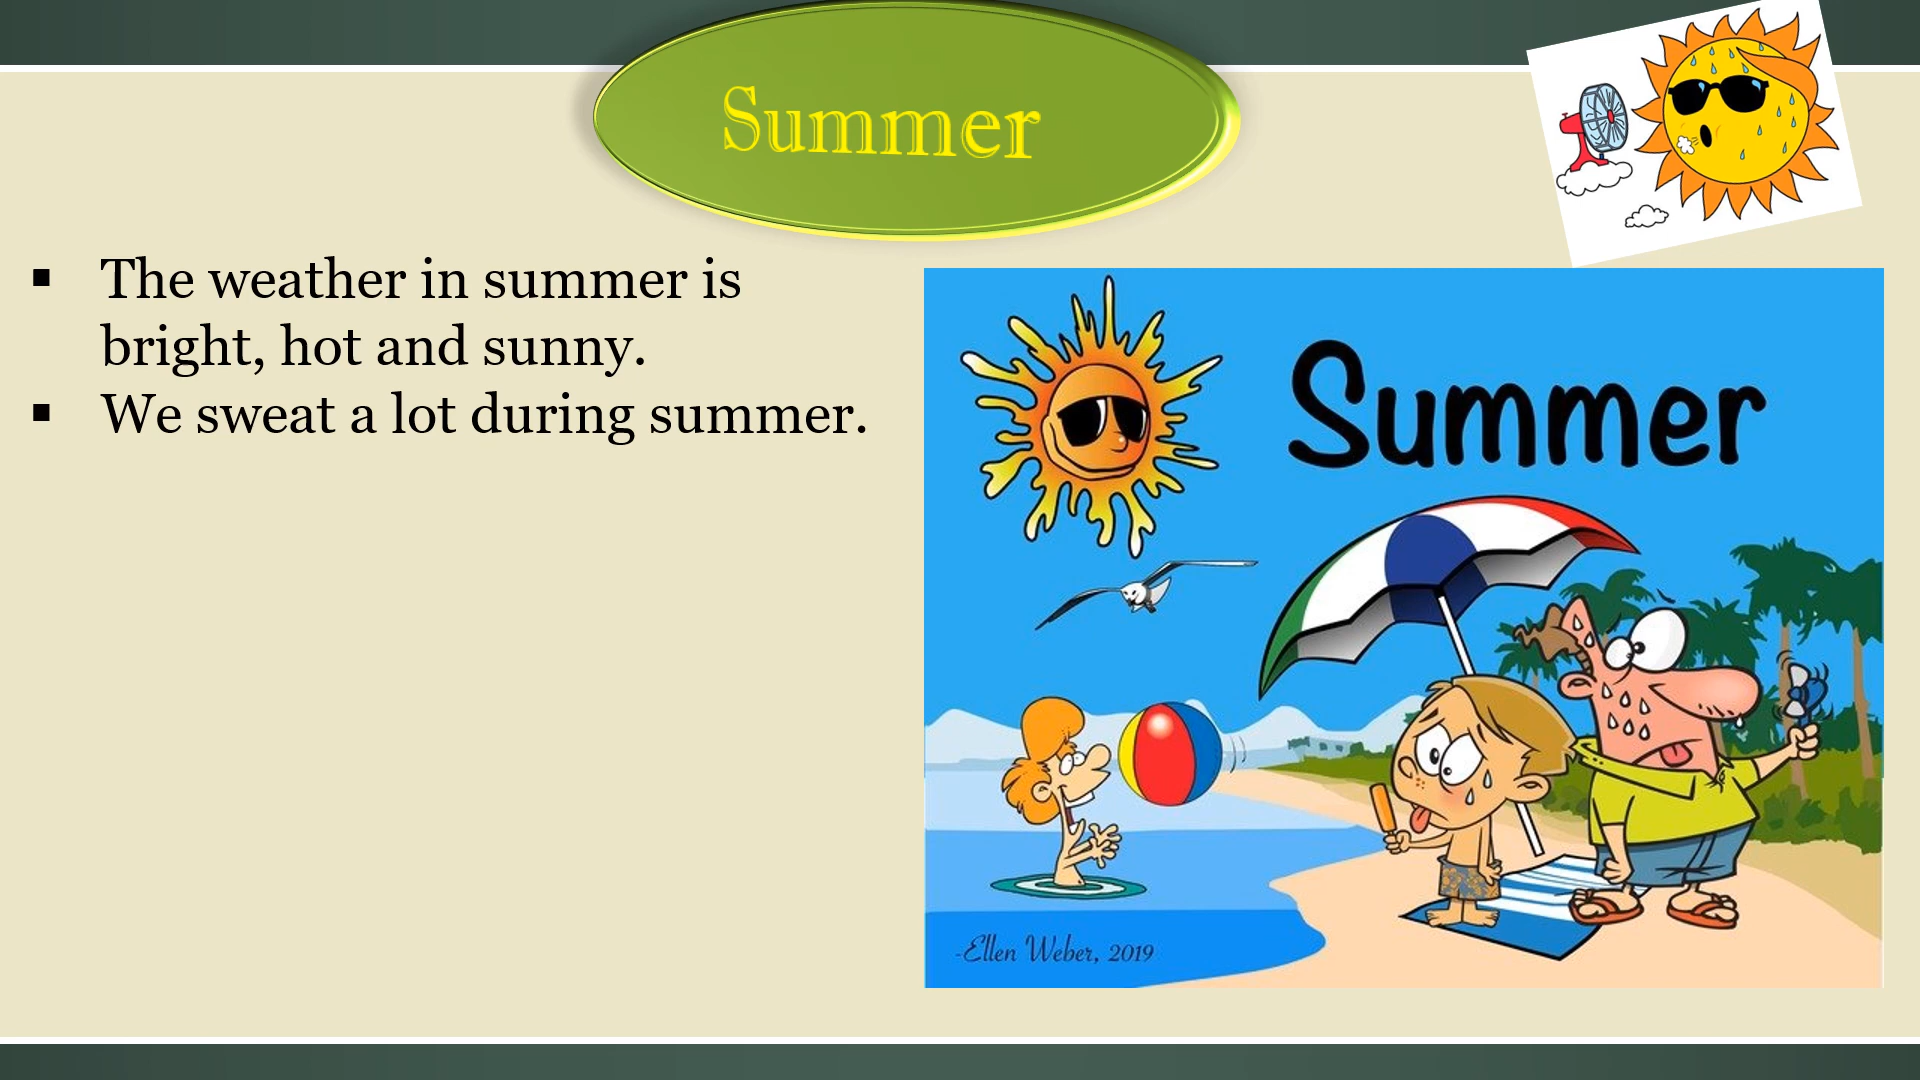 Summer
▪ The weather in summer is
bright, hot and sunny.
▪ We sweat a lot during summer.
Summer
-Ellen Weber, 2019